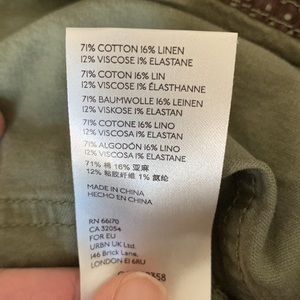 71% COTTON 16% LINEN
12% VISCOSE 1% ELASTANE
71% COTON 16% LIN
12% VISCOSE 1% ÉLASTHANNE
71% BAUMWOLLE 16% LEINEN
12% VISKOSE 1% ELASTAN
71% COTONE 16% LINO
12% VISCOSA 1% ELASTAN
71% ALGODÓN 16% LINO
12% VISCOSA 1% ELASTANE
71% 棉 16% 亚麻
12% 粘胶纤维 1% 氨纶
MADE IN CHINA
HECHO EN CHINA
RN 66170
CA 32054
FOR EU
URBN UK Ltd.
146 Brick Lane,
LONDON E1 6RU